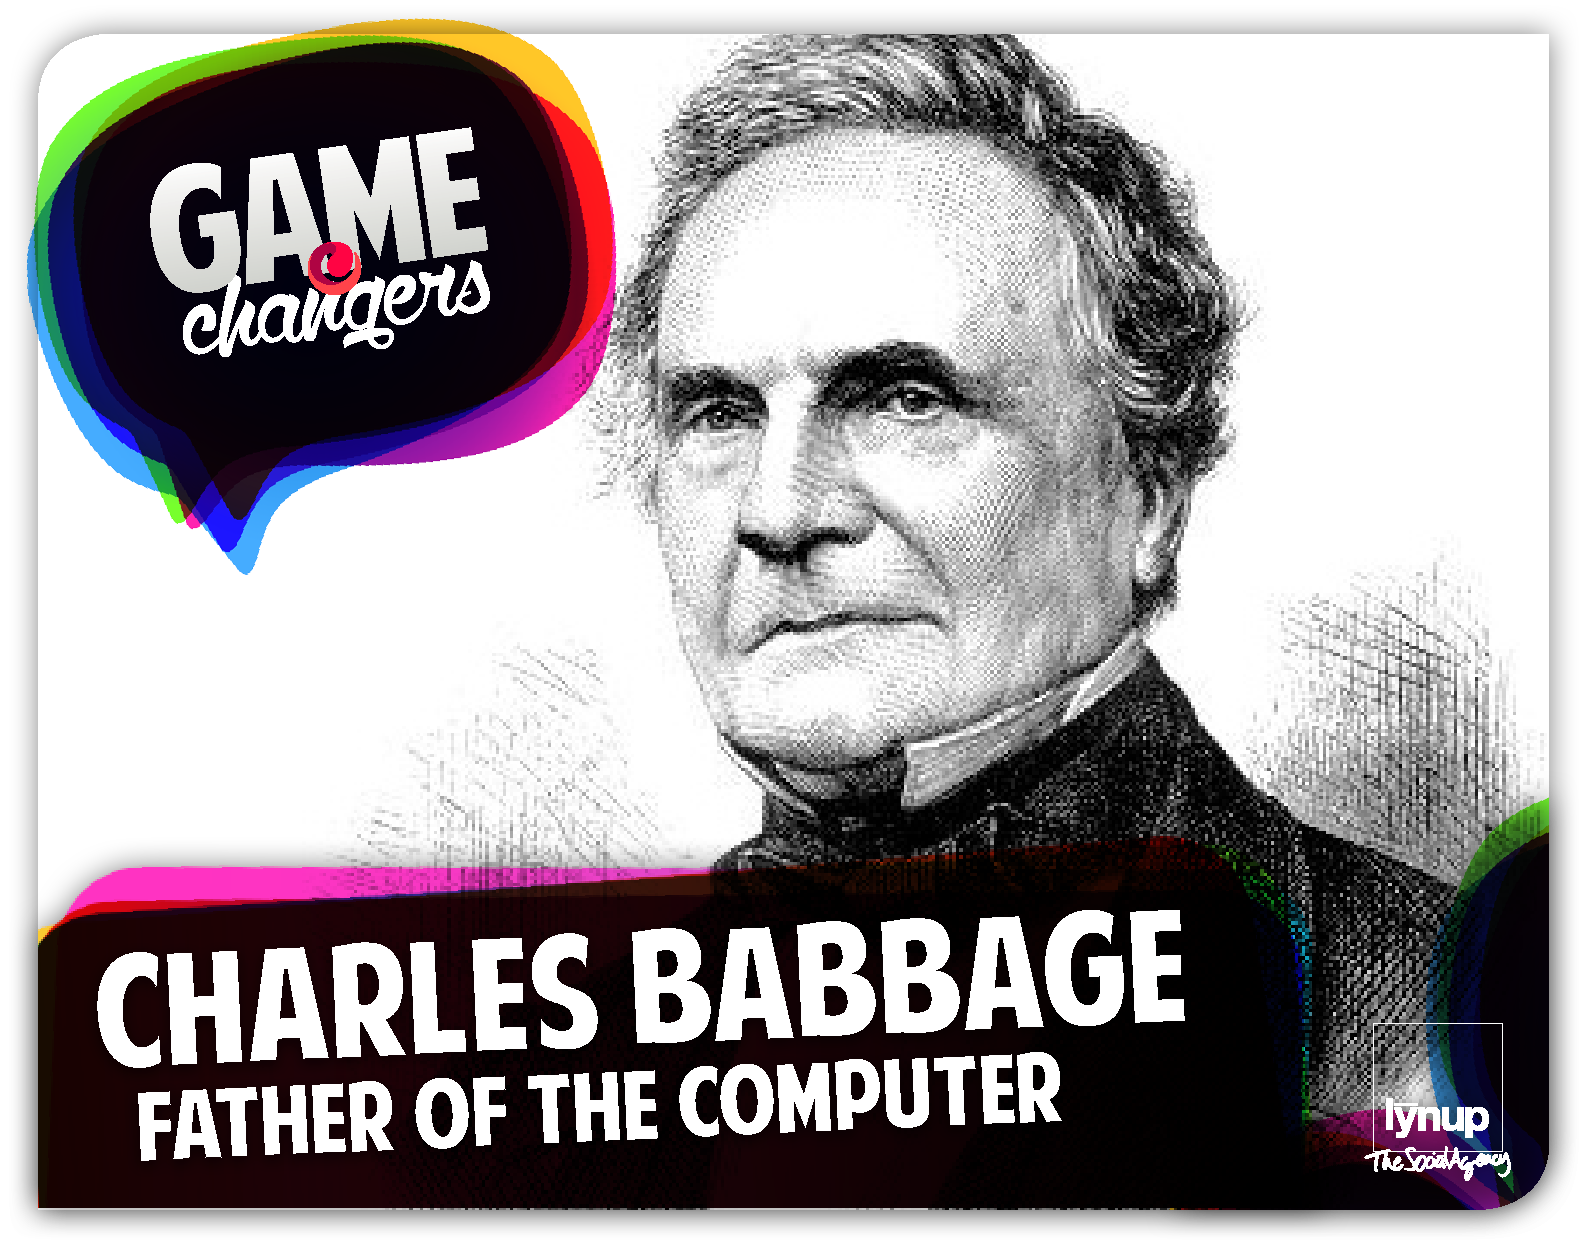 GAME
changers
CHARLES BABBAGE
FATHER OF THE COMPUTER
lynup
The Social Agency